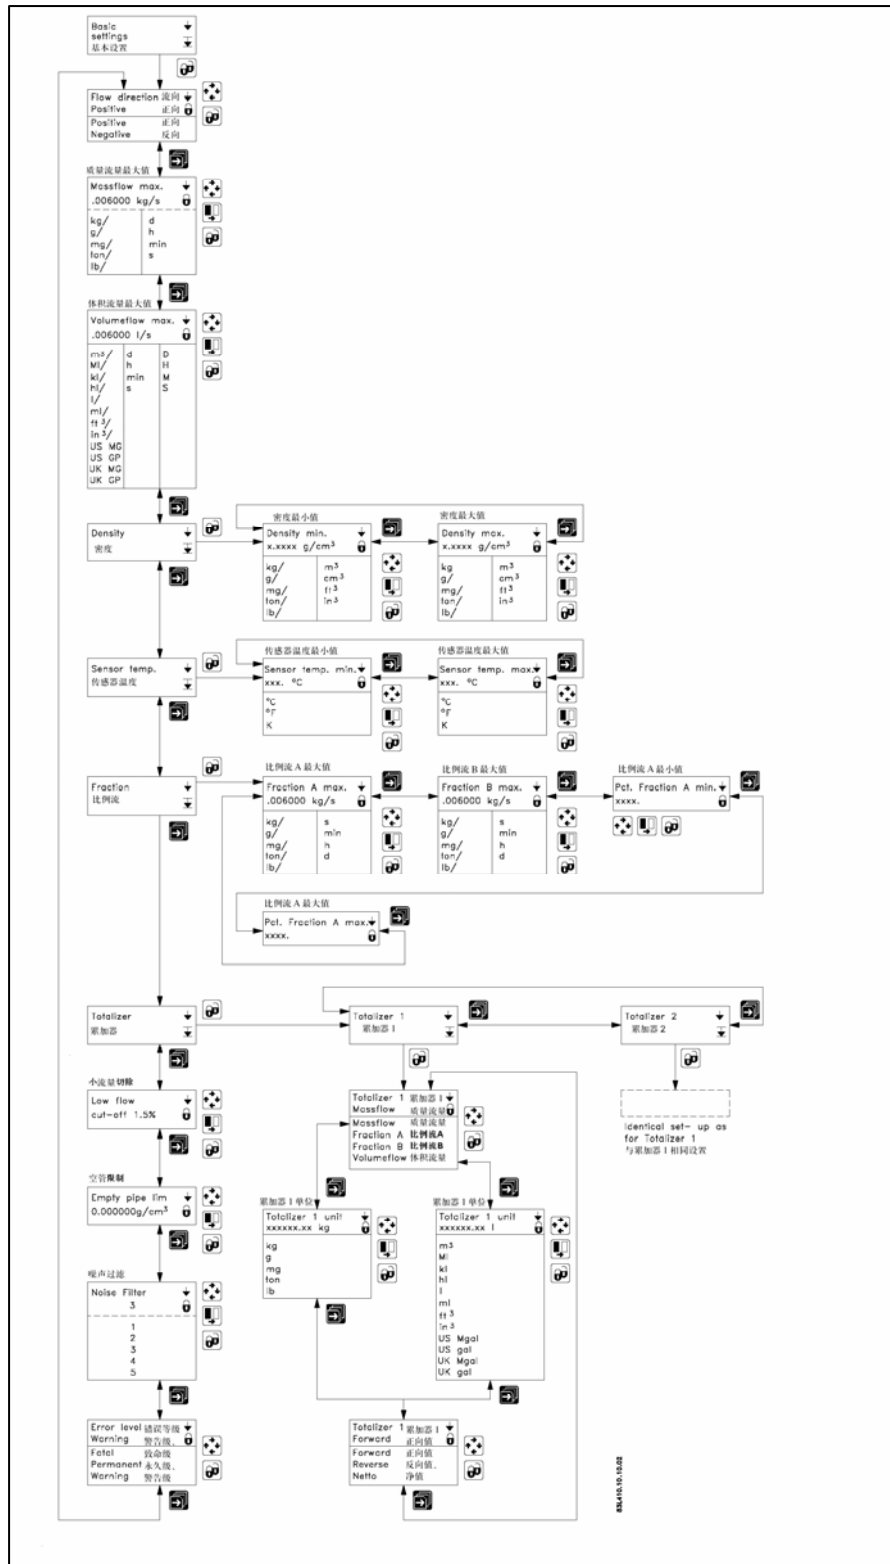 Basic
settings
基本设置
Flow direction 流向
Positive 正向
Positive 正向
Negative 反向
质量流量最大值
Massflow max.
.006000 kg/s
kg/ d
g/ h
mg/ min
ton/ s
lb/
体积流量最大值
Volumeflow max.
.006000 l/s
m³/ d D
Ml/ h H
kl/ min M
hl/ s S
l/
ml/
ft³/
in³/
US MG
US GP
UK MG
UK GP
Density
密度
密度最小值
Density min.
x.xxxx g/cm³
kg/ m³
g/ cm³
mg/ ft³
ton/ in³
lb/
密度最大值
Density max.
x.xxxx g/cm³
kg m³
g/ cm³
mg/ ft³
ton/ in³
lb/
Sensor temp.
传感器温度
传感器温度最小值
Sensor temp. min.
xxx. °C
°C
°F
K
传感器温度最大值
Sensor temp. max.
xxx. °C
°C
°F
K
Fraction
比例流
比例流A最大值
Fraction A max.
.006000 kg/s
kg/ s
g/ min
mg/ h
ton/ d
lb/
比例流B最大值
Fraction B max.
.006000 kg/s
kg/ s
g/ min
mg/ h
ton/ d
lb/
比例流A最小值
Pct. Fraction A min.
xxxx.
比例流A最大值
Pct. Fraction A max.
xxxx.
Totalizer
累加器
Totalizer 1
累加器1
Totalizer 2
累加器2
Identical set- up as
for Totalizer 1
与累加器1相同设置
Totalizer 1 累加器1
Massflow 质量流量
Massflow 质量流量
Fraction A 比例流A
Fraction B 比例流B
Volumeflow 体积流量
小流量切除
Low flow
cut-off 1.5%
空管限制
Empty pipe lim
0.000000g/cm³
累加器1单位
Totalizer 1 unit
xxxxxx.xx kg
kg
g
mg
ton
lb
累加器1单位
Totalizer 1 unit
xxxxxx.xx l
m³
Ml
kl
hl
l
ml
ft³
in³
US Mgal
US gal
UK Mgal
UK gal
噪声过滤
Noise Filter
3
1
2
3
4
5
Error level 错误等级
Warning 警告级、
Fatal 致命级
Permanent 永久级、
Warning 警告级
Totalizer 1 累加器1
Forward 正向值
Forward 正向值
Reverse 反向值、
Netto 净值
83L410.10.10.02